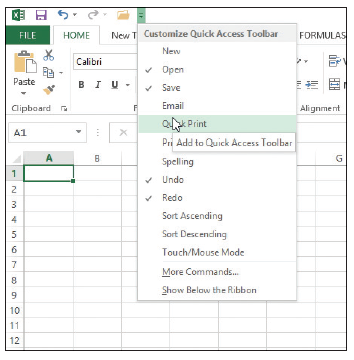 Customize Quick Access Toolbar
FILE HOME New T FORMULAS
New
Open
Calibri
Save
Paste
B I U
Email
Clipboard
Alignment
Print
Add to Quick Access Toolbar
A1
Spelling
A B G
Undo
1
Redo
2
3
Sort Ascending
4
Sort Descending
5
6
Touch/Mouse Mode
7
More Commands...
8
Show Below the Ribbon
9
10
11
12